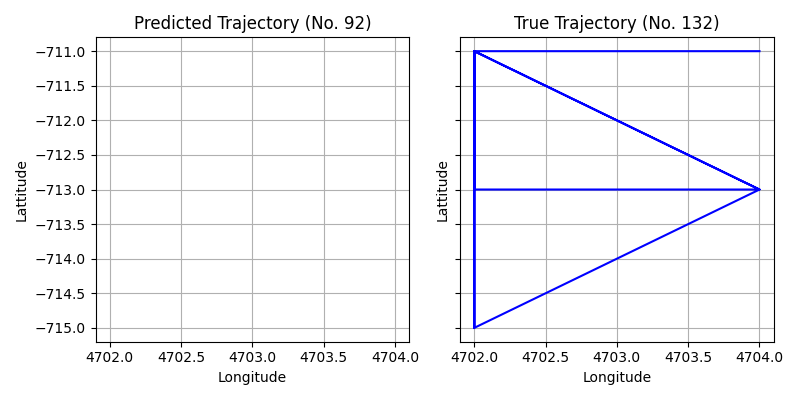 Predicted Trajectory (No. 92)
−711.0
−711.5
−712.0
−712.5
−713.0
−713.5
−714.0
−714.5
−715.0
Lattitude
4702.0 4702.5 4703.0 4703.5 4704.0
Longitude
True Trajectory (No. 132)
Lattitude
4702.0 4702.5 4703.0 4703.5 4704.0
Longitude